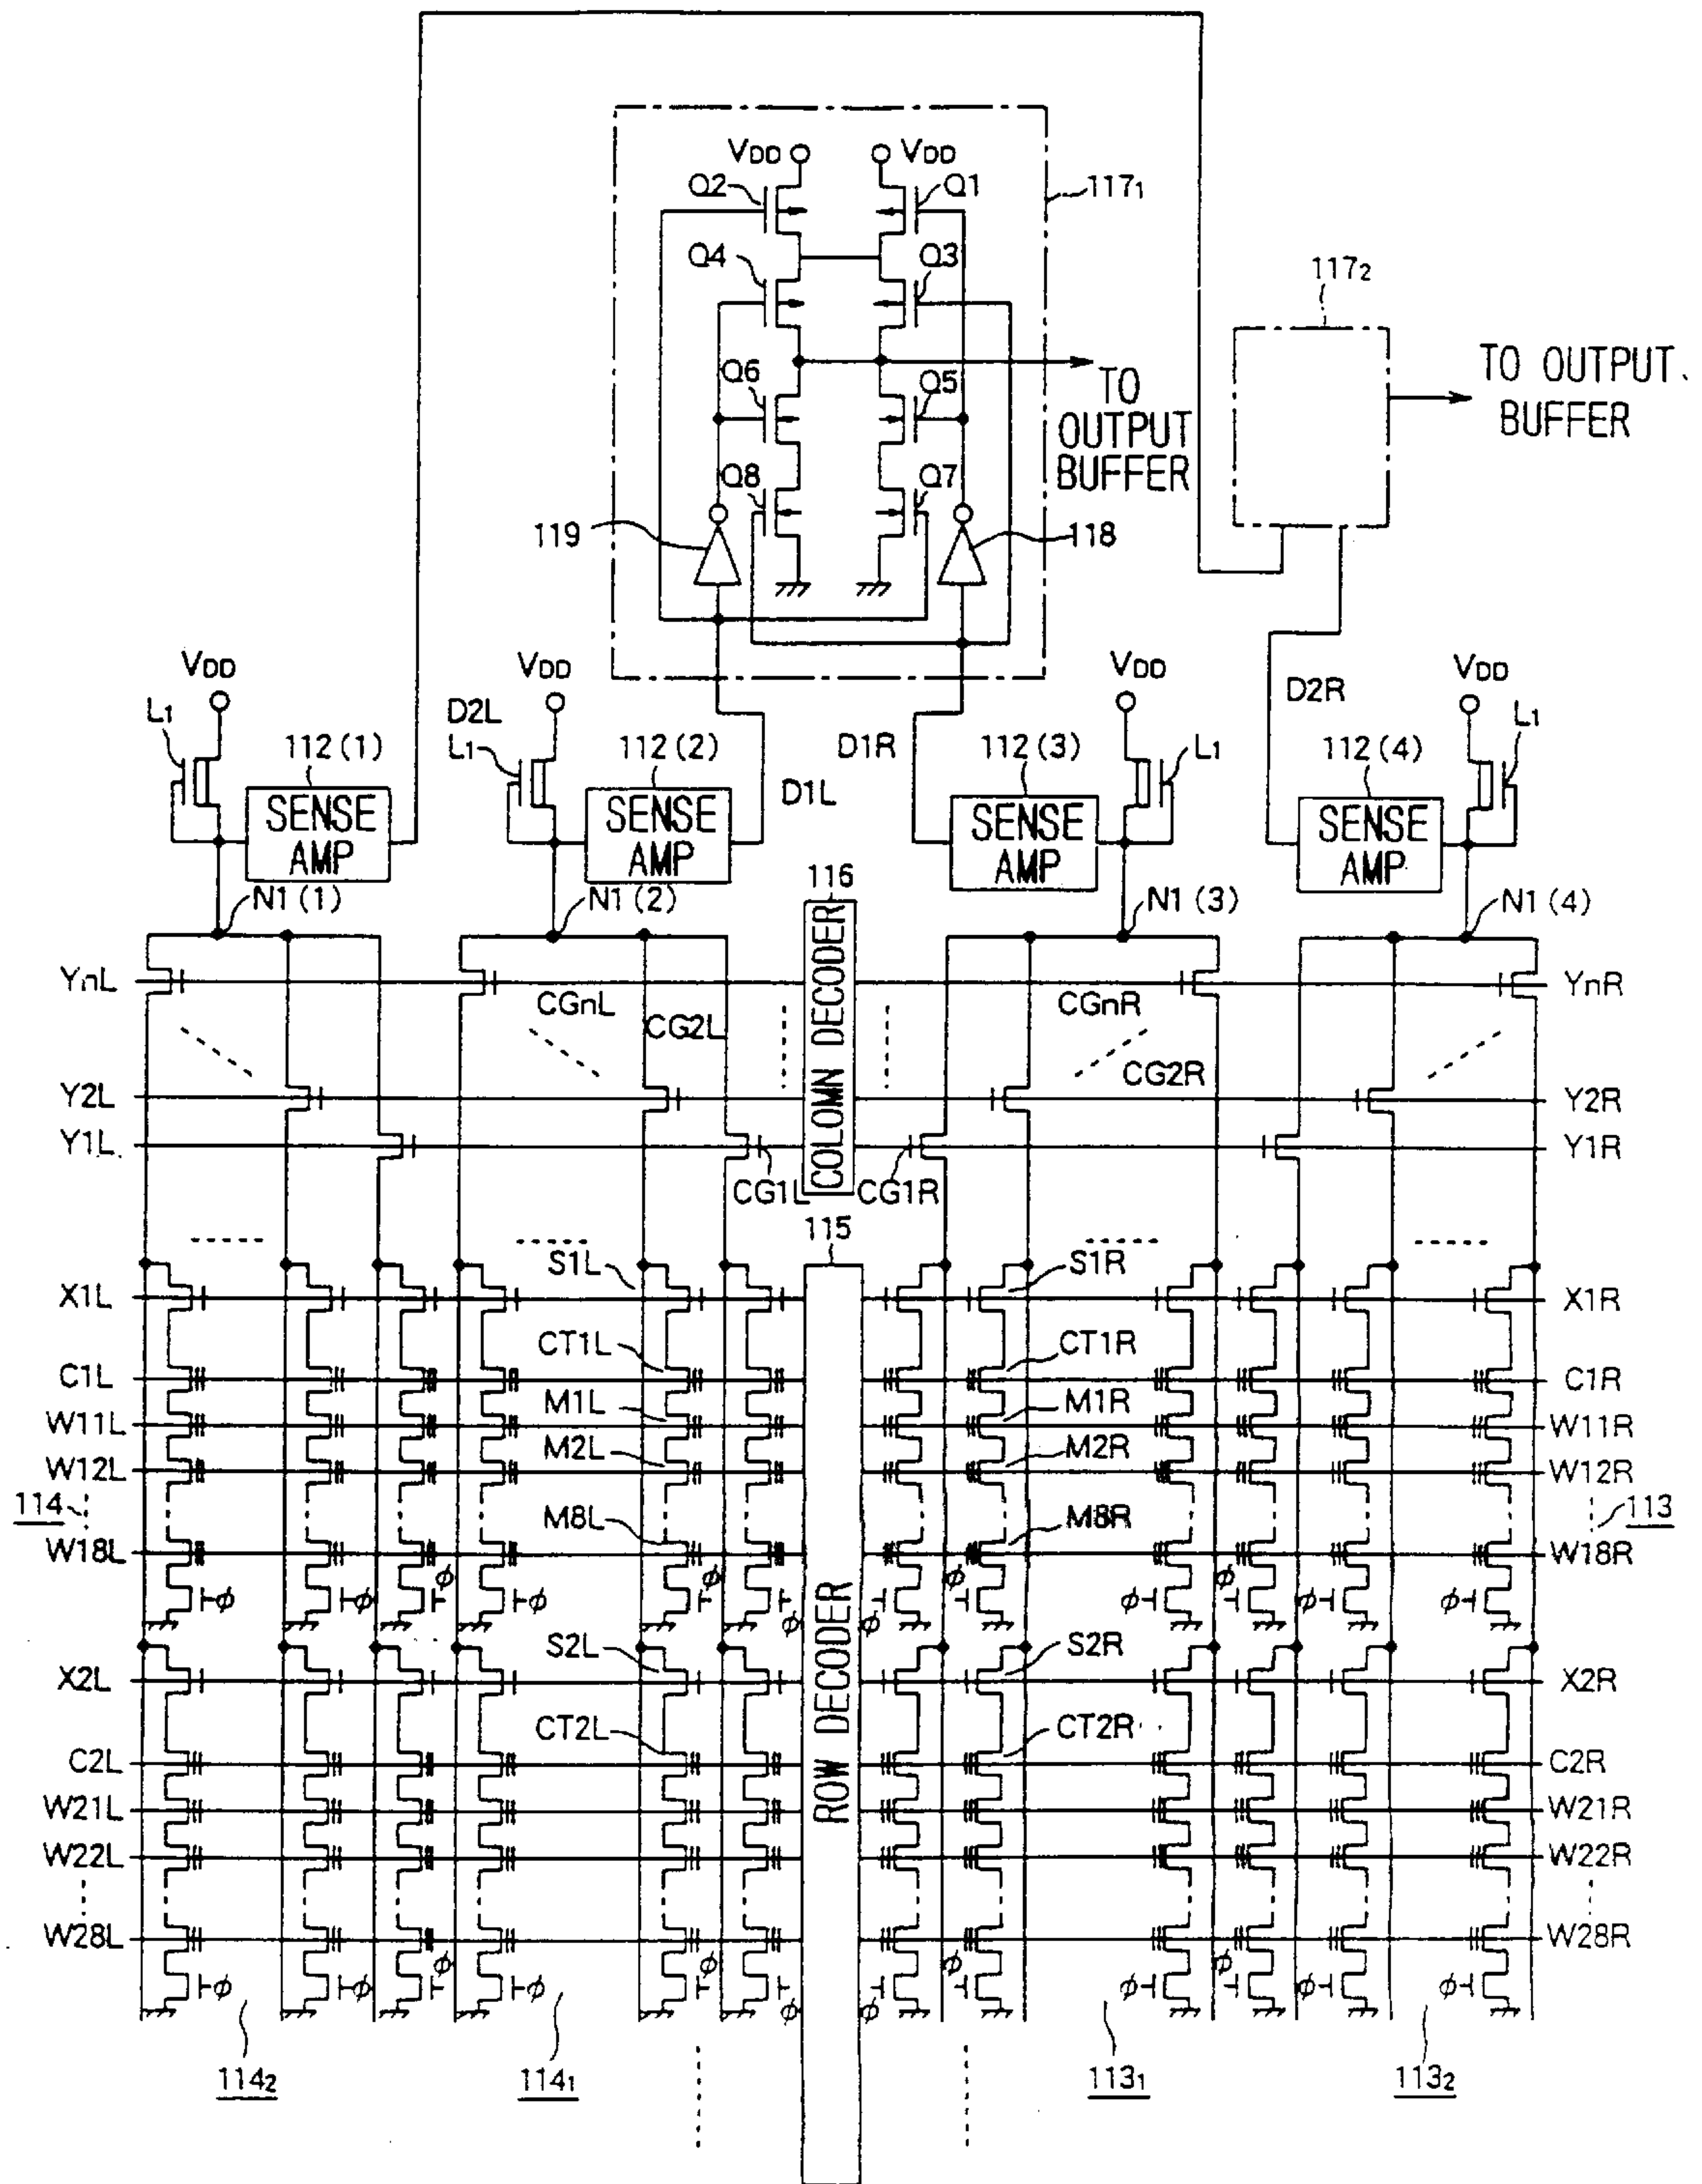 VDD VDD
Q2 Q1 117₁
Q4 Q3
117₂
Q6 Q5
TO OUTPUT BUFFER
TO OUTPUT. BUFFER
Q8 Q7
119 118
VDD VDD VDD VDD
D2L D2R
L1 L1 L1 L1
112(1) 112(2) D1R 112(3) 112(4)
D1L
SENSE AMP SENSE AMP SENSE AMP SENSE AMP
116
N1(1) N1(2) N1(3) N1(4)
COLOMN DECODER
YnL CGnL CGnR YnR
CG2L
CG2R
Y2L Y2R
Y1L Y1R
CG1L CG1R
115
S1L S1R
X1L X1R
CT1L CT1R
C1L C1R
M1L M1R
W11L W11R
M2L M2R
W12L W12R
114 113
M8L M8R
W18L W18R
ϕ ϕ ϕ ϕ ϕ ϕ ϕ ϕ ϕ ϕ ϕ ϕ
ROW DECODER
S2L S2R
X2L X2R
CT2L CT2R
C2L C2R
W21L W21R
W22L W22R
W28L W28R
ϕ ϕ ϕ ϕ ϕ ϕ ϕ ϕ ϕ ϕ ϕ ϕ
114₂ 114₁ 113₁ 113₂